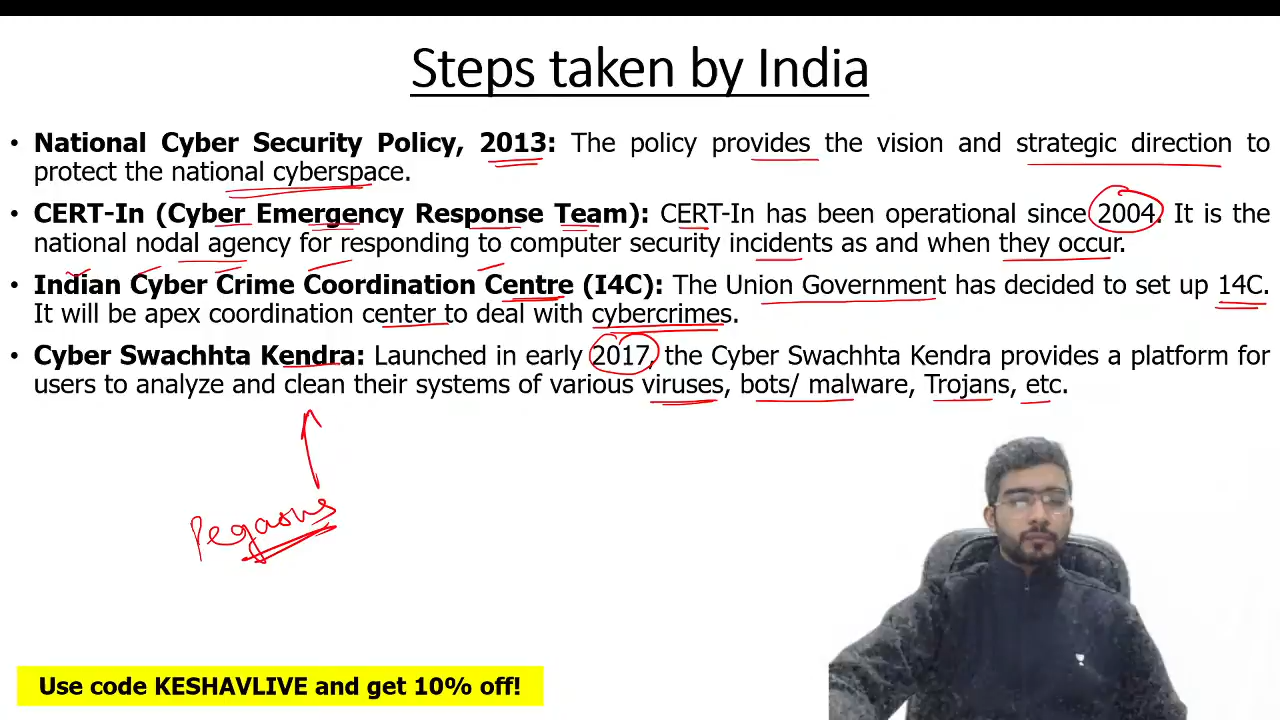 Steps taken by India
• National Cyber Security Policy, 2013: The policy provides the vision and strategic direction to
protect the national cyberspace.
• CERT-In (Cyber Emergency Response Team): CERT-In has been operational since 2004. It is the
national nodal agency for responding to computer security incidents as and when they occur.
• Indian Cyber Crime Coordination Centre (I4C): The Union Government has decided to set up 14C.
It will be apex coordination center to deal with cybercrimes.
• Cyber Swachhta Kendra: Launched in early 2017, the Cyber Swachhta Kendra provides a platform for
users to analyze and clean their systems of various viruses, bots/ malware, Trojans, etc.
Pegasus
Use code KESHAVLIVE and get 10% off!